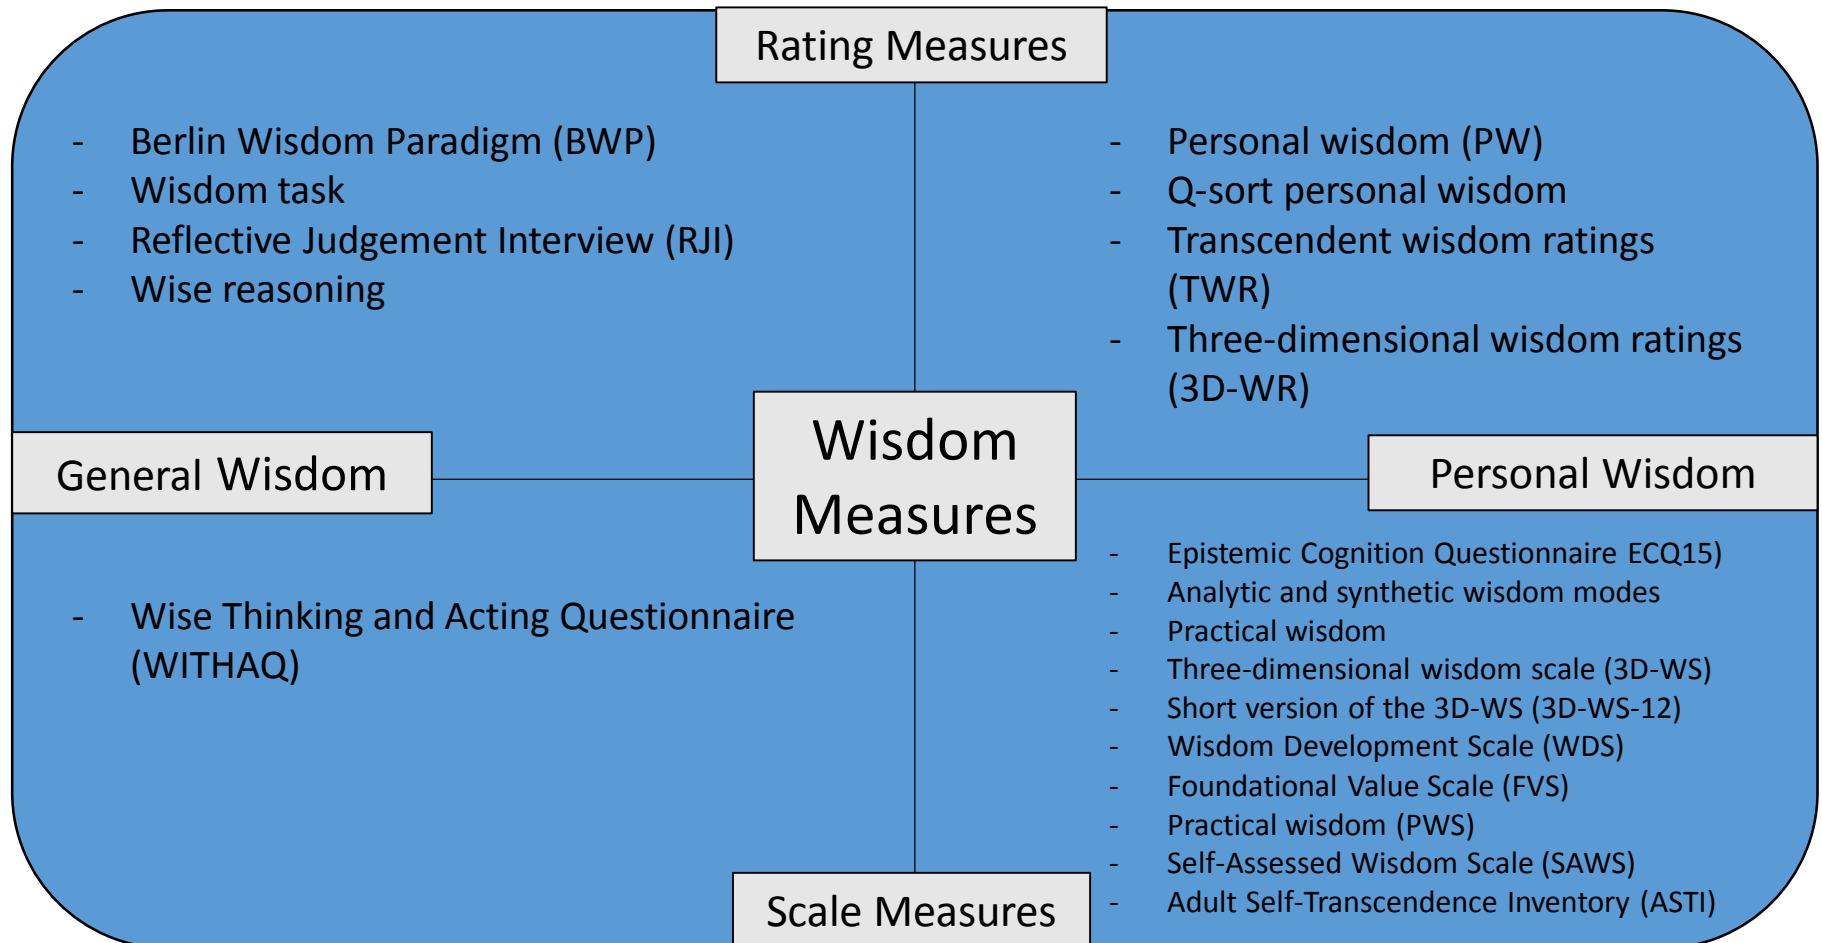 Rating Measures
- Berlin Wisdom Paradigm (BWP)
- Wisdom task
- Reflective Judgement Interview (RJI)
- Wise reasoning
- Personal wisdom (PW)
- Q-sort personal wisdom
- Transcendent wisdom ratings
(TWR)
- Three-dimensional wisdom ratings
(3D-WR)
General Wisdom
Wisdom
Measures
Personal Wisdom
- Wise Thinking and Acting Questionnaire
(WITHAQ)
- Epistemic Cognition Questionnaire ECQ15)
- Analytic and synthetic wisdom modes
- Practical wisdom
- Three-dimensional wisdom scale (3D-WS)
- Short version of the 3D-WS (3D-WS-12)
- Wisdom Development Scale (WDS)
- Foundational Value Scale (FVS)
- Practical wisdom (PWS)
- Self-Assessed Wisdom Scale (SAWS)
- Adult Self-Transcendence Inventory (ASTI)
Scale Measures